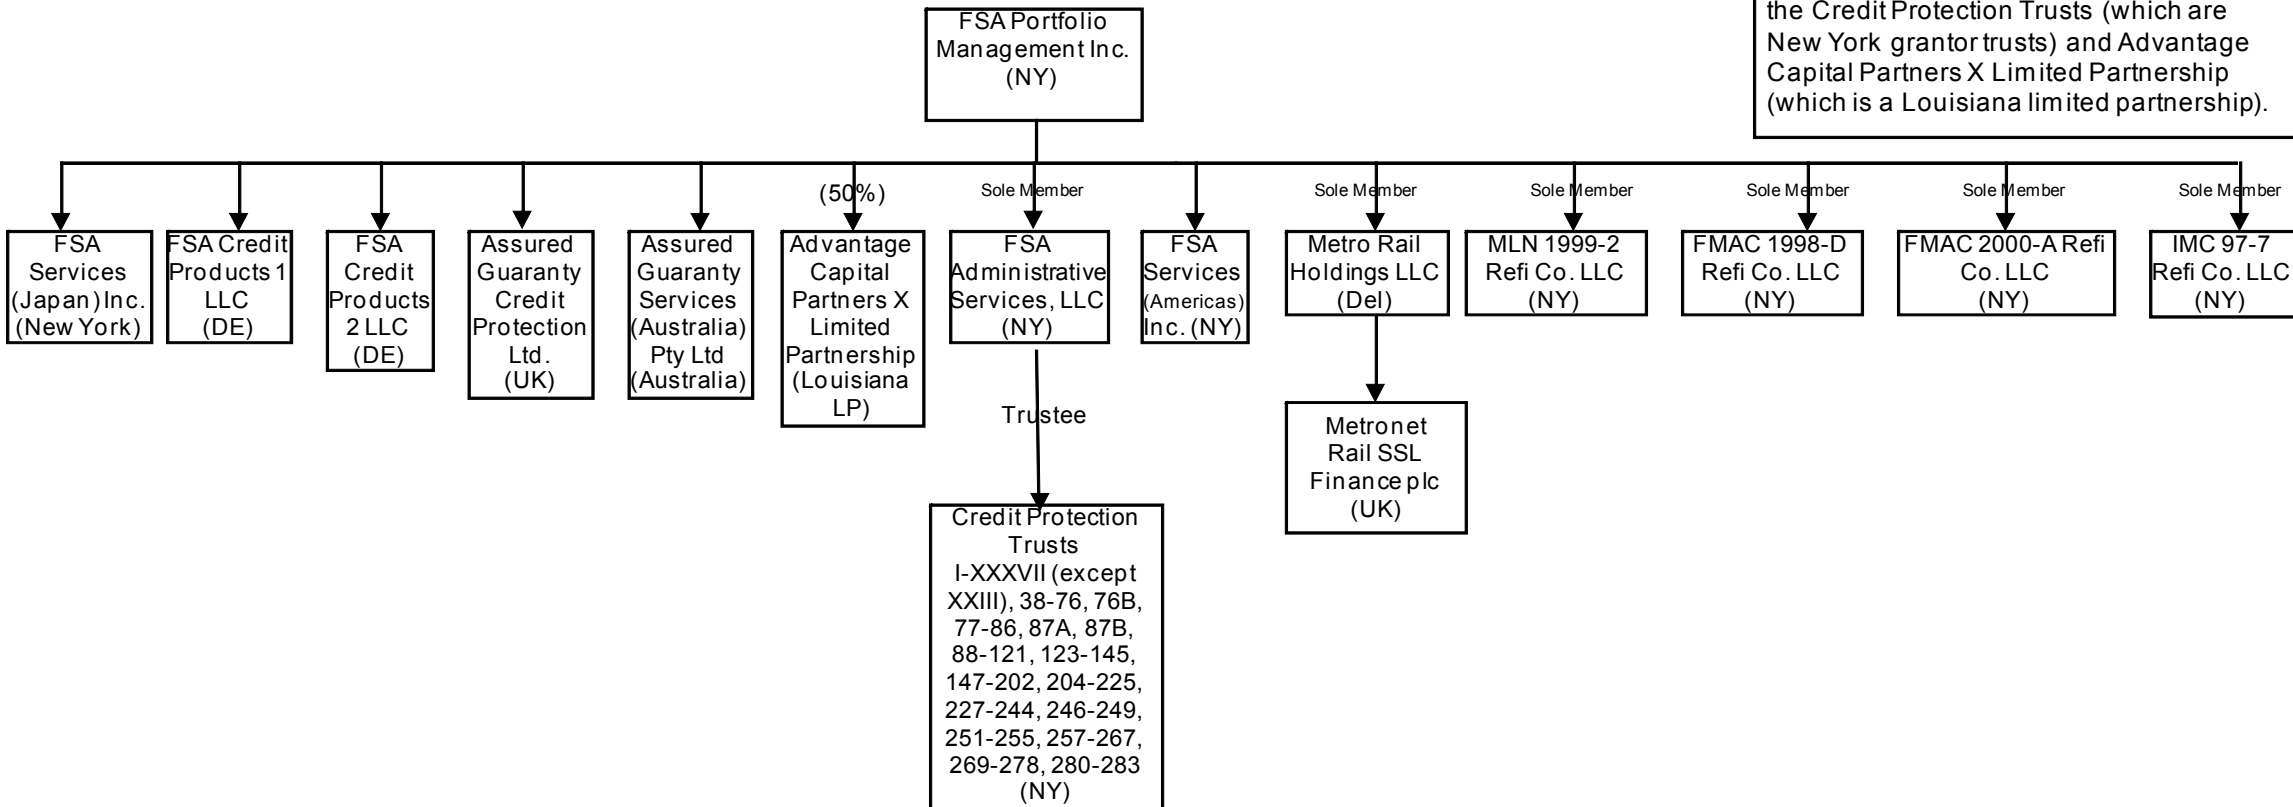 FSA Portfolio
Management Inc.
(NY)
the Credit Protection Trusts (which are
New York grantor trusts) and Advantage
Capital Partners X Limited Partnership
(which is a Louisiana limited partnership).
FSA
Services
(Japan) Inc.
(New York)
FSA Credit
Products 1
LLC
(DE)
FSA
Credit
Products
2 LLC
(DE)
Assured
Guaranty
Credit
Protection
Ltd.
(UK)
Assured
Guaranty
Services
(Australia)
Pty Ltd
(Australia)
(50%)
Advantage
Capital
Partners X
Limited
Partnership
(Louisiana
LP)
Sole Member
FSA
Administrative
Services, LLC
(NY)
FSA
Services
(Americas)
Inc. (NY)
Sole Member
Metro Rail
Holdings LLC
(Del)
Sole Member
MLN 1999-2
Refi Co. LLC
(NY)
Sole Member
FMAC 1998-D
Refi Co. LLC
(NY)
Sole Member
FMAC 2000-A Refi
Co. LLC
(NY)
Sole Member
IMC 97-7
Refi Co. LLC
(NY)
Trustee
Credit Protection
Trusts
I-XXXVII (except
XXIII), 38-76, 76B,
77-86, 87A, 87B,
88-121, 123-145,
147-202, 204-225,
227-244, 246-249,
251-255, 257-267,
269-278, 280-283
(NY)
Metronet
Rail SSL
Finance plc
(UK)